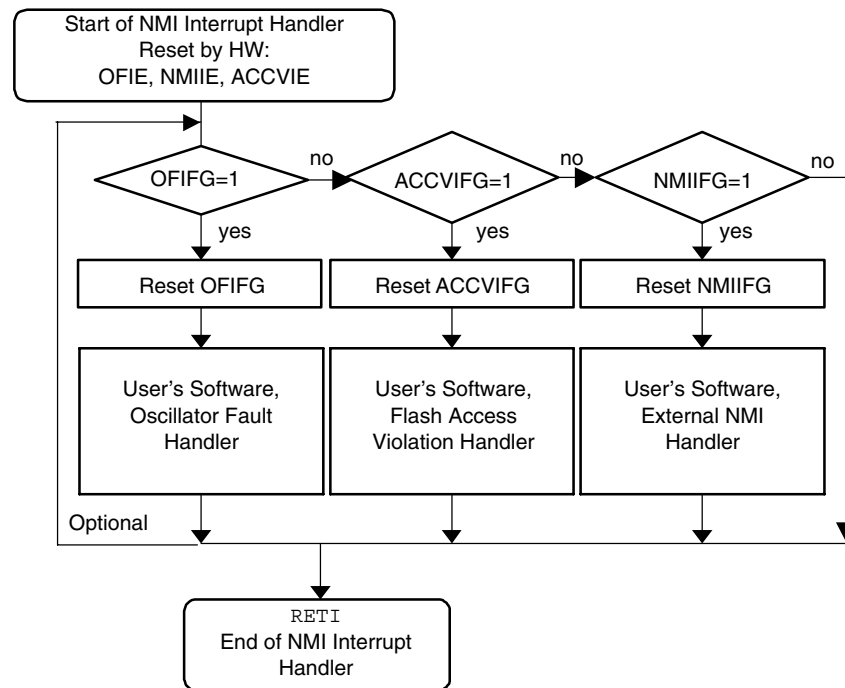 Start of NMI Interrupt Handler
Reset by HW:
OFIE, NMIIE, ACCVIE
OFIFG=1
no
ACCVIFG=1
no
NMIIFG=1
no
yes
yes
yes
Reset OFIFG
Reset ACCVIFG
Reset NMIIFG
User's Software,
Oscillator Fault
Handler
User's Software,
Flash Access
Violation Handler
User's Software,
External NMI
Handler
Optional
RETI
End of NMI Interrupt
Handler